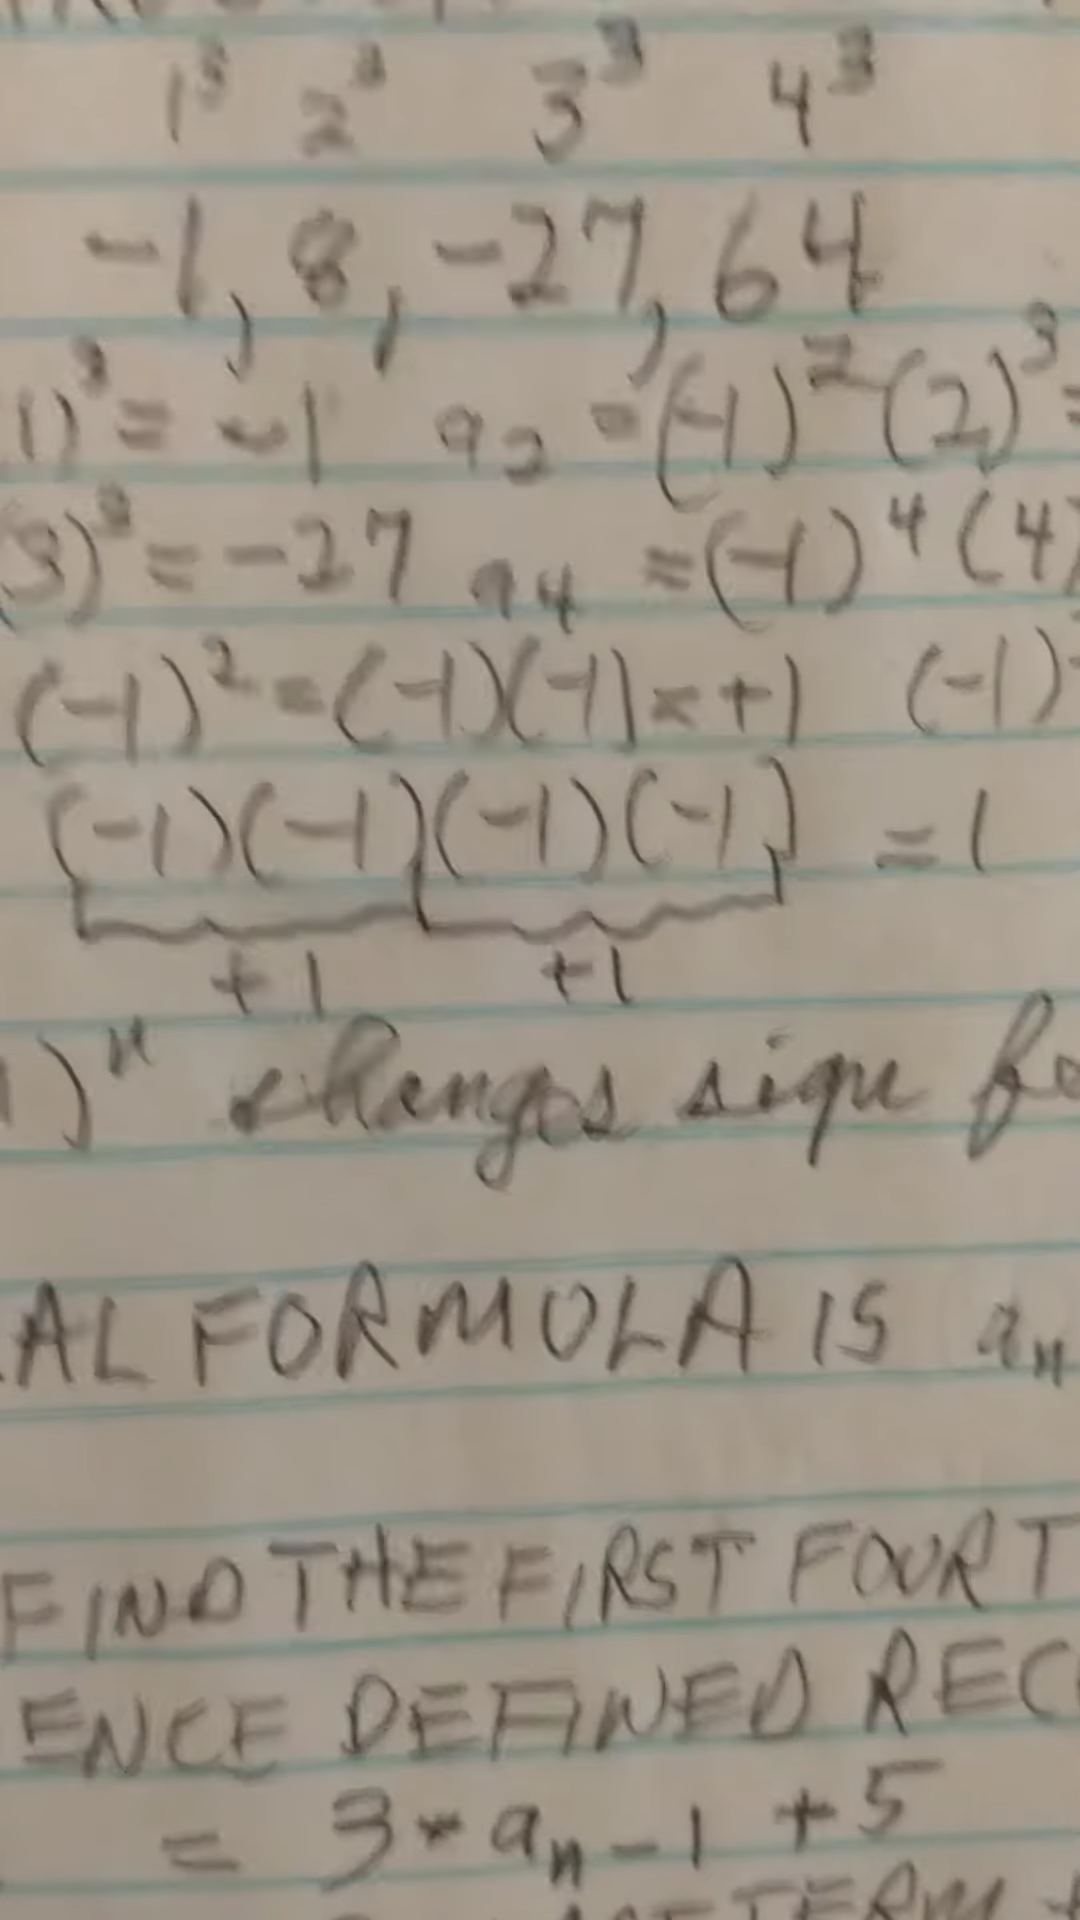 1³ 2³ 3³ 4³
-1, 8, -27, 64
1)³ = -1 a₂ = (-1)² (2)³ =
(3)³ = -27 a₄ = (-1)⁴ (4)
(-1)² = (-1)(-1) = +1 (-1)
(-1)(-1)(-1)(-1) = 1
+1 +1
)ⁿ changes sign
AL FORMOLA IS aₙ
FIND THE FIRST FOUR T
ENCE DEFINED REC
= 3 * aₙ - 1 + 5
TERM